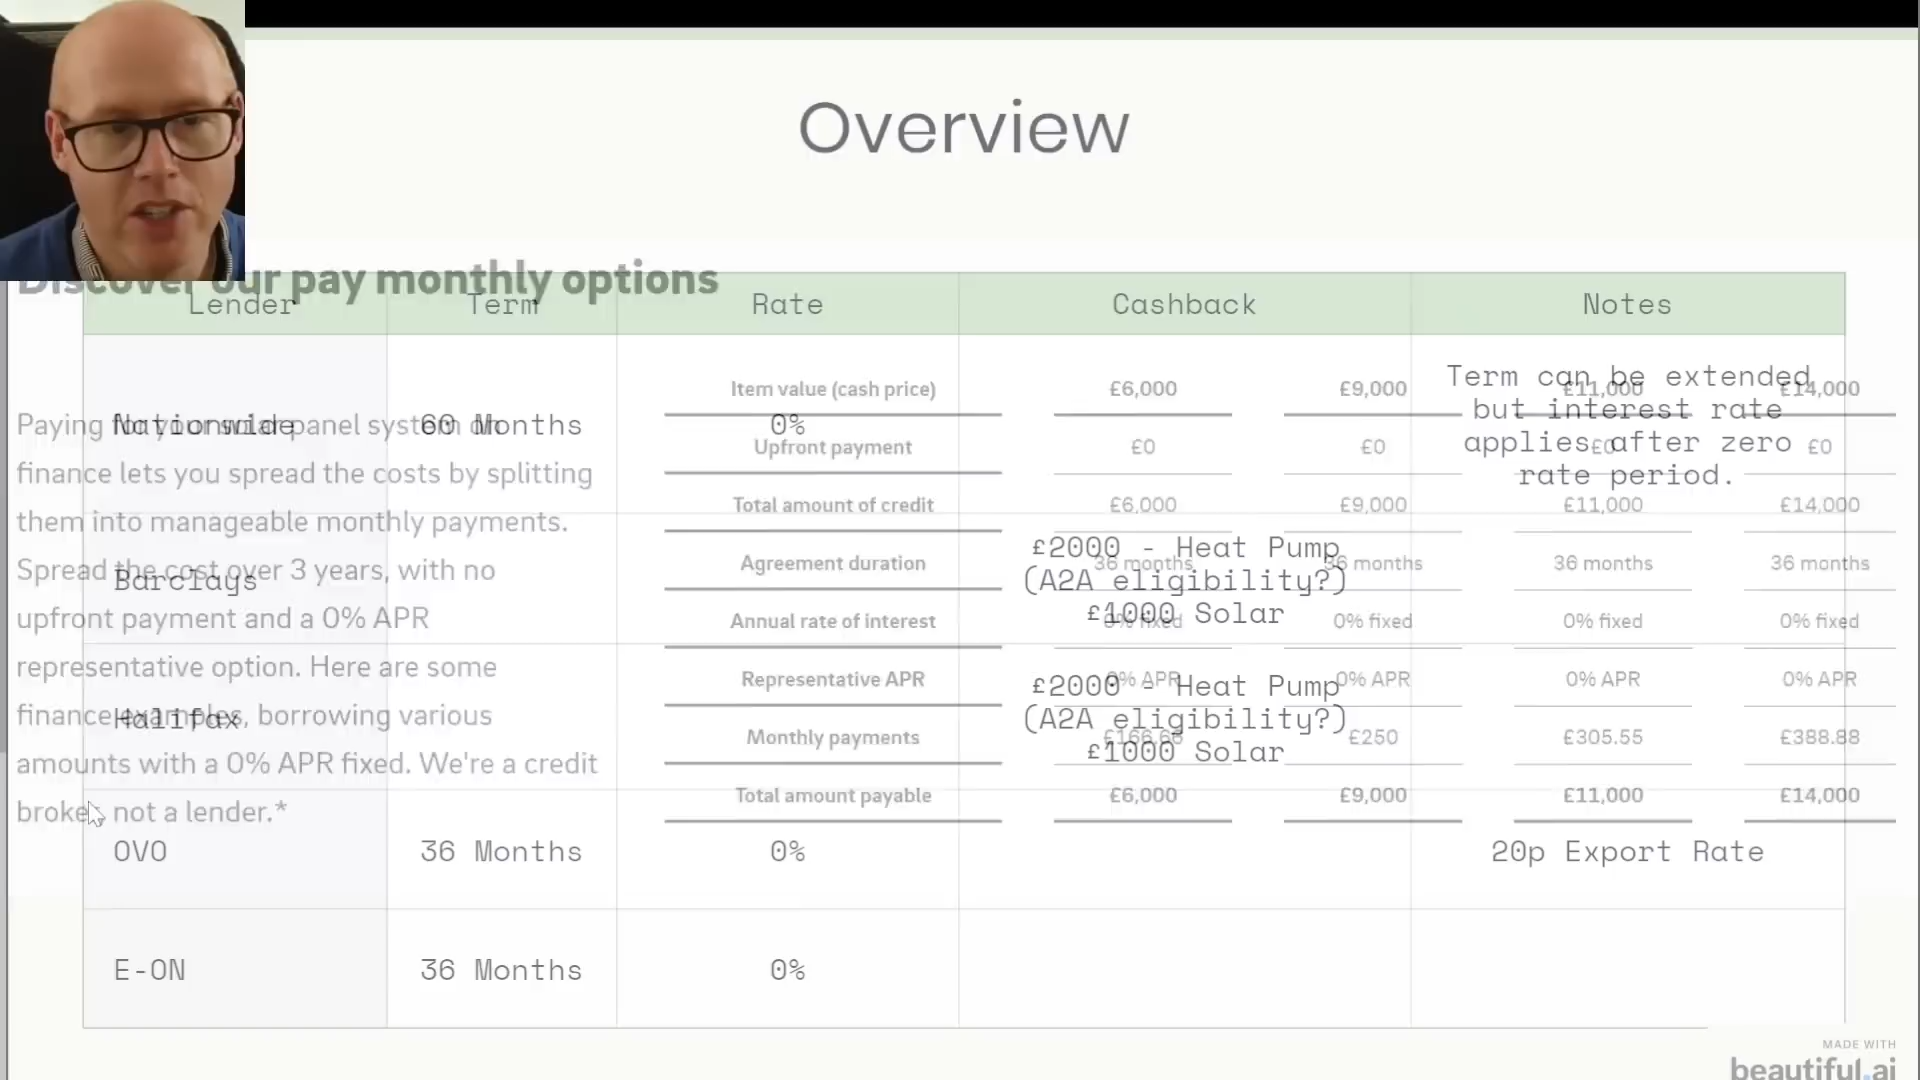 Overview
Discover our pay monthly options
Lender Term Rate Cashback Notes
Nationwide 60 Months 0%
Term can be extended
but interest rate
applies after zero
rate period.
Barclays
£2000 - Heat Pump
(A2A eligibility?)
£1000 Solar
Halifax
£2000 - Heat Pump
(A2A eligibility?)
£1000 Solar
OVO 36 Months 0% 20p Export Rate
E-ON 36 Months 0%
Paying for your solar panel system on
finance lets you spread the costs by splitting
them into manageable monthly payments.
Spread the cost over 3 years, with no
upfront payment and a 0% APR
representative option. Here are some
finance examples, borrowing various
amounts with a 0% APR fixed. We're a credit
broker, not a lender.*
Item value (cash price) £6,000 £9,000 £11,000 £14,000
Upfront payment £0 £0 £0 £0
Total amount of credit £6,000 £9,000 £11,000 £14,000
Agreement duration 36 months 36 months 36 months 36 months
Annual rate of interest 0% fixed 0% fixed 0% fixed 0% fixed
Representative APR 0% APR 0% APR 0% APR 0% APR
Monthly payments £166.66 £250 £305.55 £388.88
Total amount payable £6,000 £9,000 £11,000 £14,000
MADE WITH
beautiful.ai